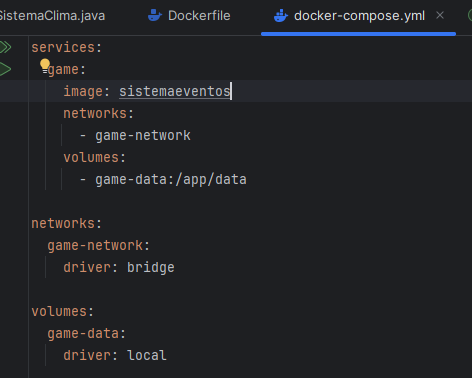 SistemaClima.java Dockerfile docker-compose.yml
services:
  game:
    image: sistemaeventos
    networks:
      - game-network
    volumes:
      - game-data:/app/data
networks:
  game-network:
    driver: bridge
volumes:
  game-data:
    driver: local